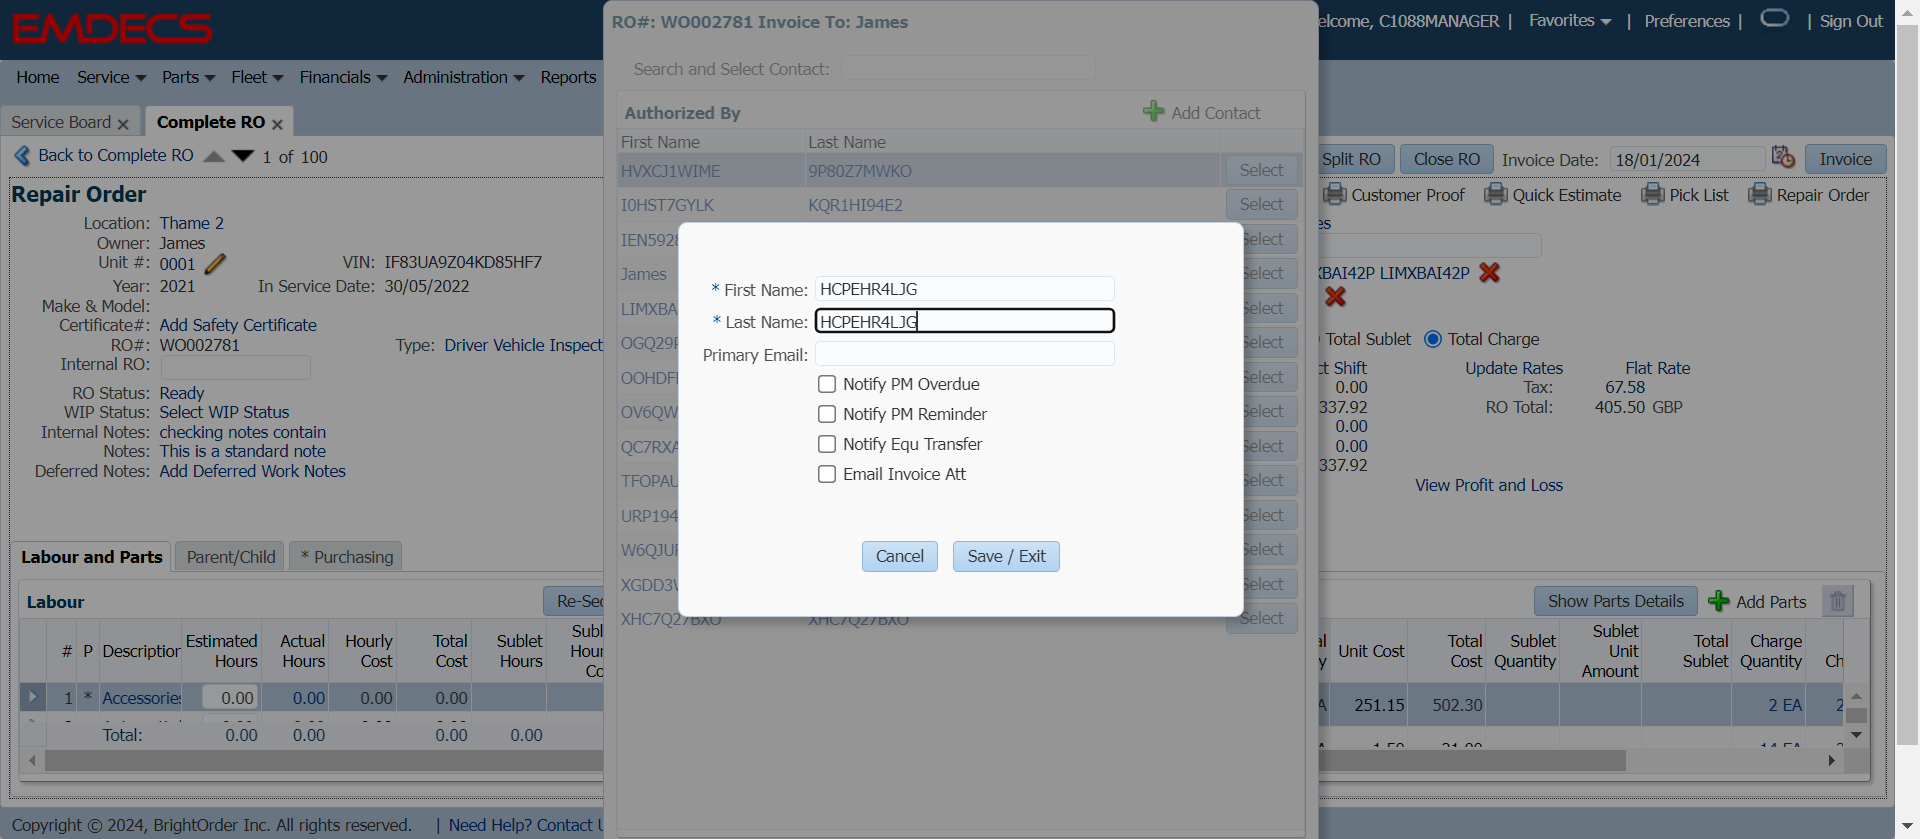 EMDECS
RO#: WO002781 Invoice To: James
elcome, C1088MANAGER | Favorites | Preferences | | Sign Out
Home Service Parts Fleet Financials Administration Reports
Search and Select Contact:
Service Board Complete RO
Authorized By Add Contact
First Name Last Name
Back to Complete RO 1 of 100
Split RO Close RO Invoice Date: 18/01/2024 Invoice
HVXCJ1WIME 9P80Z7MWKO Select
Repair Order
Customer Proof Quick Estimate Pick List Repair Order
I0HST7GYLK KQR1HI94E2 Select
Location: Thame 2
Owner: James
Unit #: 0001 VIN: IF83UA9Z04KD85HF7
Year: 2021 In Service Date: 30/05/2022
Make & Model:
Certificate#: Add Safety Certificate
RO#: WO002781 Type: Driver Vehicle Inspect
Internal RO:
RO Status: Ready
WIP Status: Select WIP Status
Internal Notes: checking notes contain
Notes: This is a standard note
Deferred Notes: Add Deferred Work Notes
IEN592 Select
James Select
LIMXBA Select
OGQ29 Select
OOHDF Select
OV6QW Select
QC7RXA Select
TFOPAU Select
URP194 Select
W6QJU Select
XGDD3 Select
XHC7Q27BXO XHC7Q27BXO Select
* First Name: HCPEHR4LJG
* Last Name: HCPEHR4LJG
Primary Email:
Notify PM Overdue
Notify PM Reminder
Notify Equ Transfer
Email Invoice Att
Cancel Save / Exit
es
XBAI42P LIMXBAI42P
Total Sublet Total Charge
ct Shift Update Rates Flat Rate
0.00 Tax: 67.58
337.92 RO Total: 405.50 GBP
0.00
0.00
337.92
View Profit and Loss
Labour and Parts Parent/Child * Purchasing
Labour Re-Sec
Show Parts Details Add Parts
# P Description Estimated Hours Actual Hours Hourly Cost Total Cost Sublet Hours Subl Hour Co
Unit Cost Total Cost Sublet Quantity Sublet Unit Amount Total Sublet Charge Quantity Ch
1 * Accessories 0.00 0.00 0.00 0.00
A 251.15 502.30 2 EA 2
Total: 0.00 0.00 0.00 0.00
Copyright © 2024, BrightOrder Inc. All rights reserved. | Need Help? Contact U